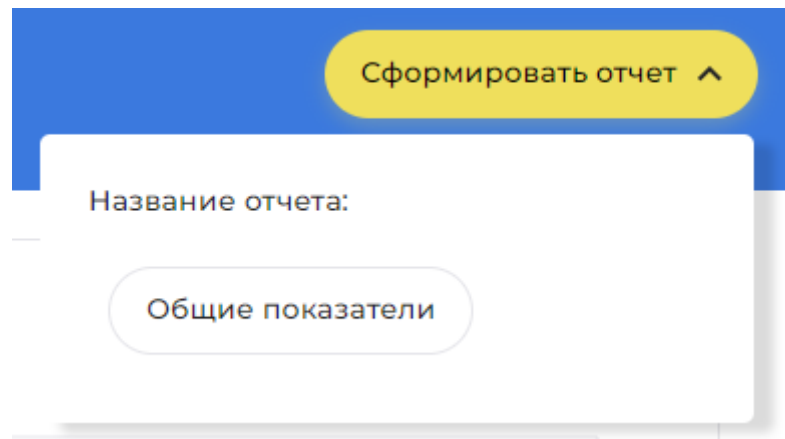 Сформировать отчет
Название отчета:
Общие показатели